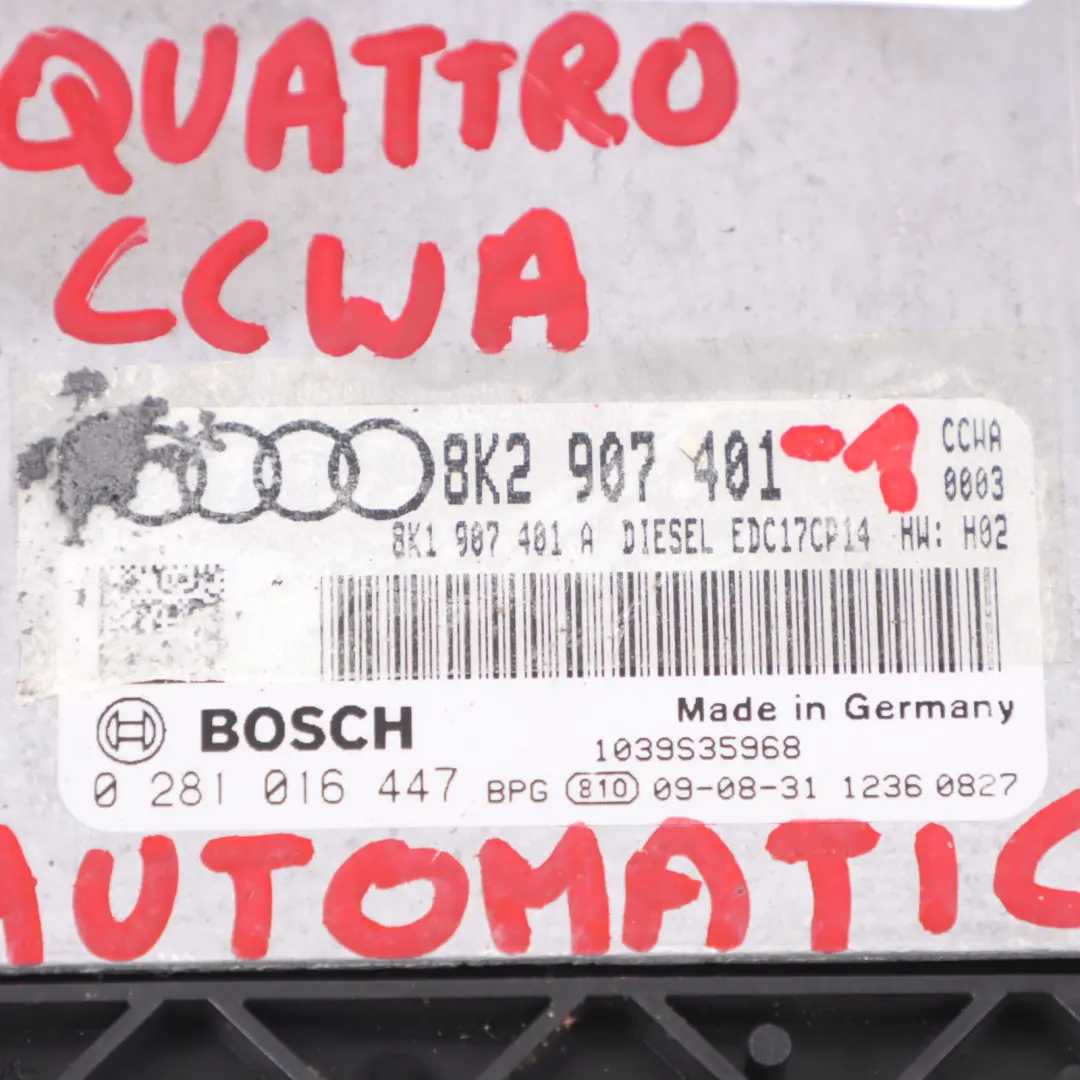 QUATTRO
CCWA
8K2 907 401 -1 CCWA
0003
8K1 907 401 A DIESEL EDC17CP14 HW: H02
BOSCH Made in Germany
1039S35968
0 281 016 447 BPG 810 09-08-31 1236 0827
AUTOMATIC